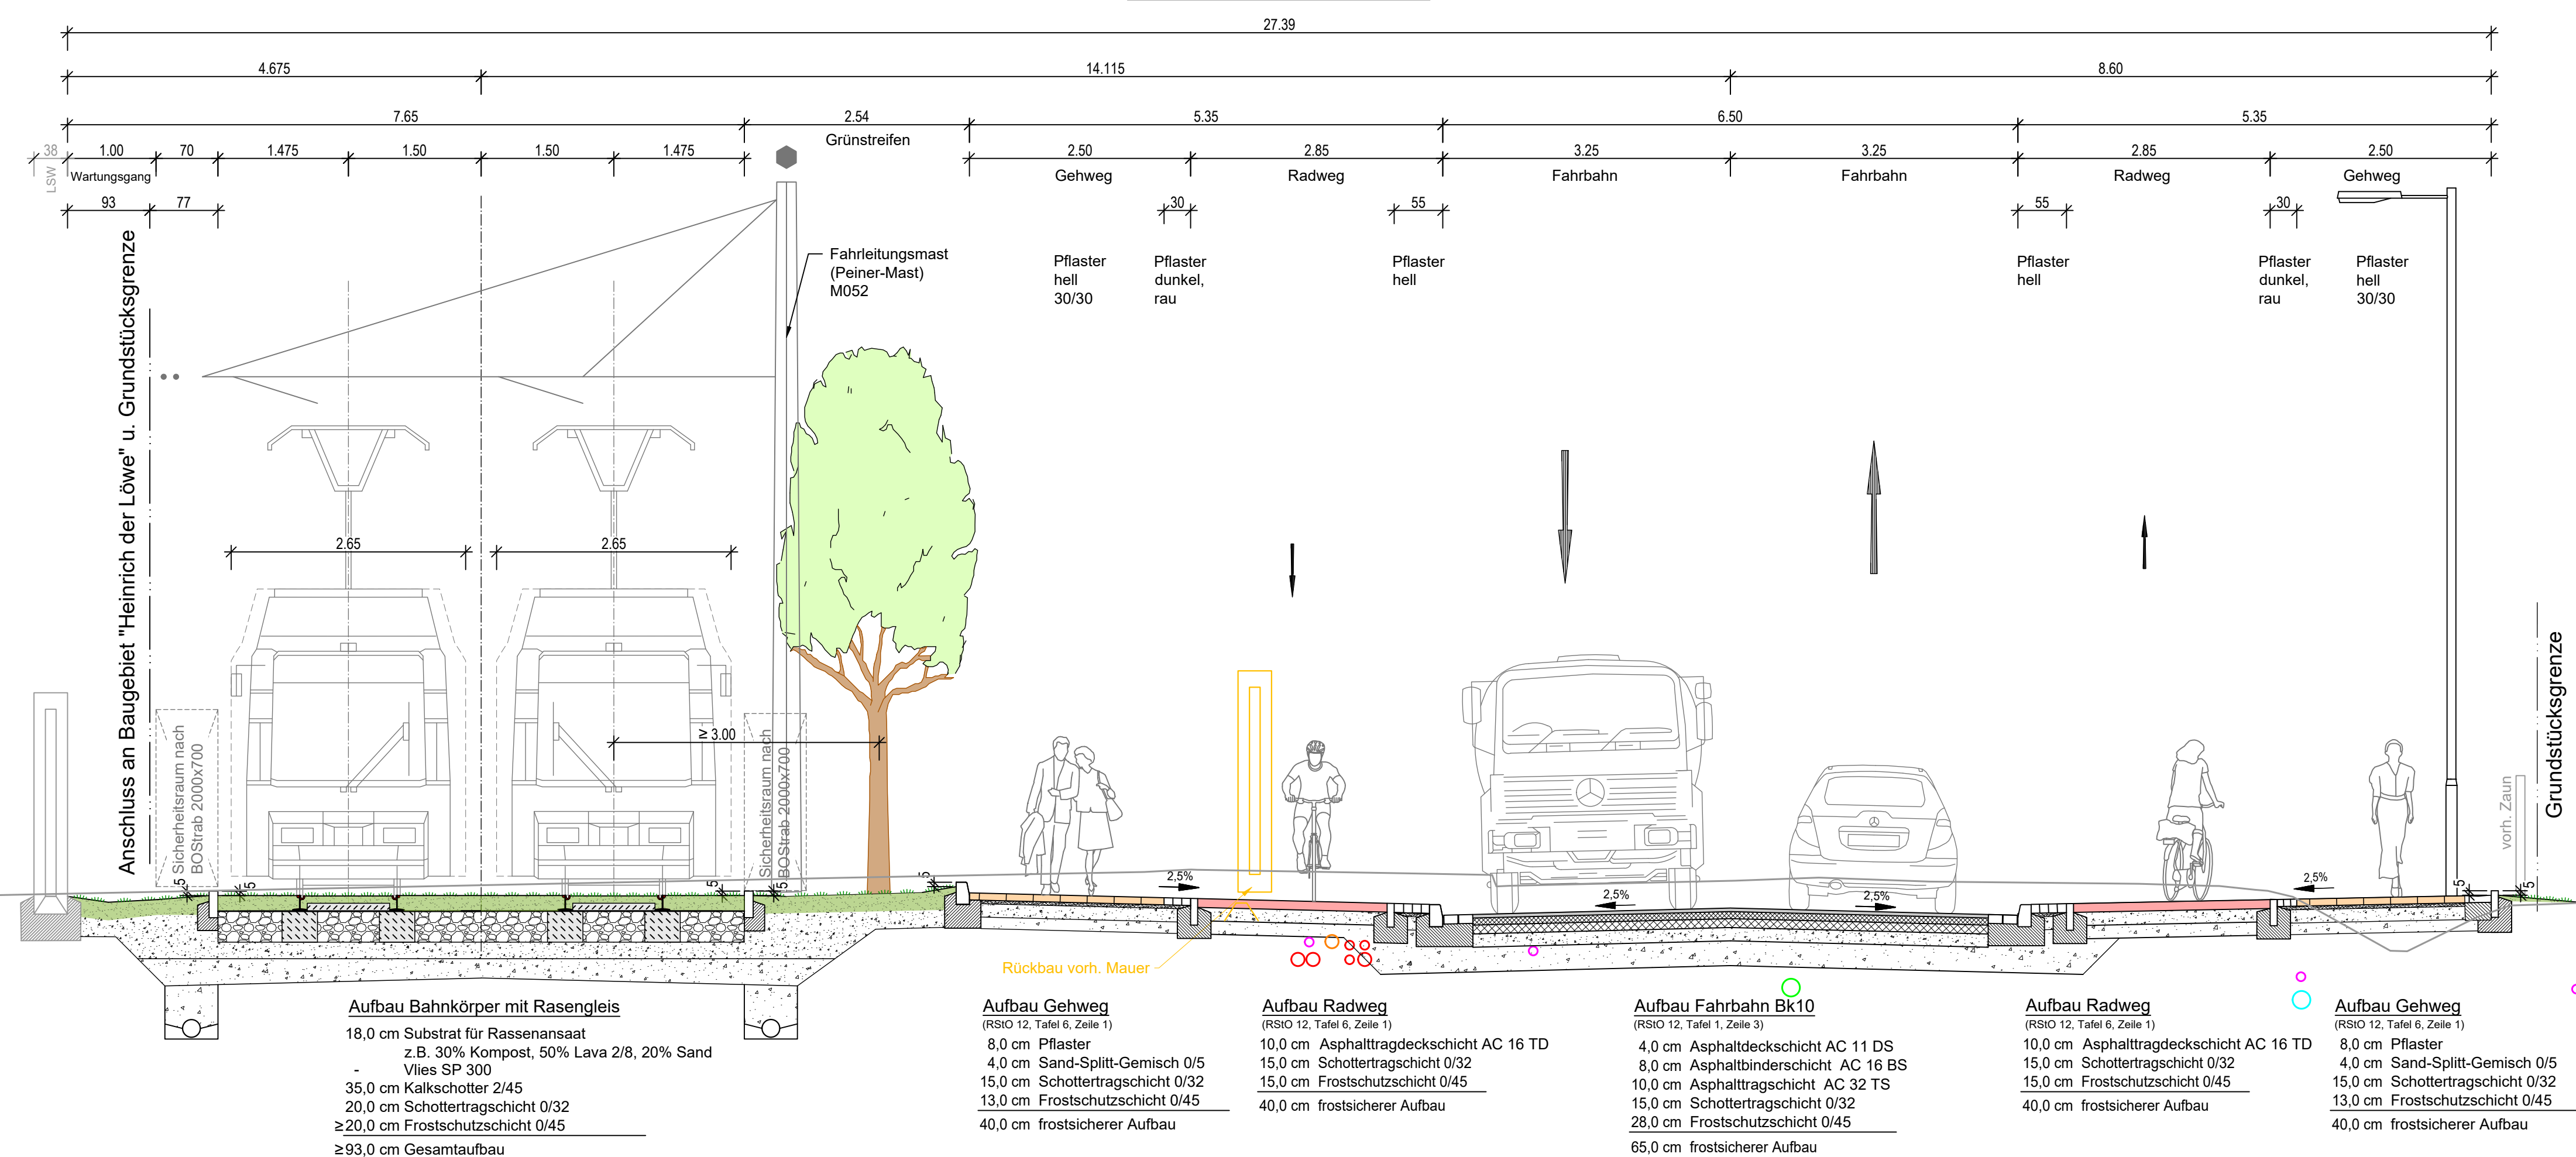 27.39
4.675 14.115 8.60
7.65 2.54 5.35 6.50 5.35
Grünstreifen
38 1.00 70 1.475 1.50 1.50 1.475 2.50 2.85 3.25 3.25 2.85 2.50
LSW
Wartungsgang Gehweg Radweg Fahrbahn Fahrbahn Radweg Gehweg
93 77 30 55 55 30
Anschluss an Baugebiet "Heinrich der Löwe" u. Grundstücksgrenze
Fahrleitungsmast
(Peiner-Mast)
M052
Pflaster
hell
30/30
Pflaster
dunkel,
rau
Pflaster
hell
Pflaster
hell
Pflaster
dunkel,
rau
Pflaster
hell
30/30
2.65 2.65
≥ 3.00
Sicherheitsraum nach
BOStrab 2000x700
Sicherheitsraum nach
BOStrab 2000x700
vorh. Zaun
Grundstücksgrenze
5 5 5 5 5 5 5
2,5% 2,5% 2,5% 2,5%
Rückbau vorh. Mauer
Aufbau Bahnkörper mit Rasengleis
18,0 cm Substrat für Rassenansaat
z.B. 30% Kompost, 50% Lava 2/8, 20% Sand
- Vlies SP 300
35,0 cm Kalkschotter 2/45
20,0 cm Schottertragschicht 0/32
≥20,0 cm Frostschutzschicht 0/45
≥93,0 cm Gesamtaufbau
Aufbau Gehweg
(RStO 12, Tafel 6, Zeile 1)
8,0 cm Pflaster
4,0 cm Sand-Splitt-Gemisch 0/5
15,0 cm Schottertragschicht 0/32
13,0 cm Frostschutzschicht 0/45
40,0 cm frostsicherer Aufbau
Aufbau Radweg
(RStO 12, Tafel 6, Zeile 1)
10,0 cm Asphalttragdeckschicht AC 16 TD
15,0 cm Schottertragschicht 0/32
15,0 cm Frostschutzschicht 0/45
40,0 cm frostsicherer Aufbau
Aufbau Fahrbahn Bk10
(RStO 12, Tafel 1, Zeile 3)
4,0 cm Asphaltdeckschicht AC 11 DS
8,0 cm Asphaltbinderschicht AC 16 BS
10,0 cm Asphalttragschicht AC 32 TS
15,0 cm Schottertragschicht 0/32
28,0 cm Frostschutzschicht 0/45
65,0 cm frostsicherer Aufbau
Aufbau Radweg
(RStO 12, Tafel 6, Zeile 1)
10,0 cm Asphalttragdeckschicht AC 16 TD
15,0 cm Schottertragschicht 0/32
15,0 cm Frostschutzschicht 0/45
40,0 cm frostsicherer Aufbau
Aufbau Gehweg
(RStO 12, Tafel 6, Zeile 1)
8,0 cm Pflaster
4,0 cm Sand-Splitt-Gemisch 0/5
15,0 cm Schottertragschicht 0/32
13,0 cm Frostschutzschicht 0/45
40,0 cm frostsicherer Aufbau